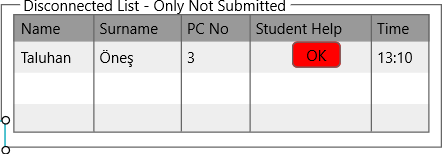 Disconnected List - Only Not Submitted
Name Surname PC No Student Help Time
Taluhan Öneş 3 OK 13:10